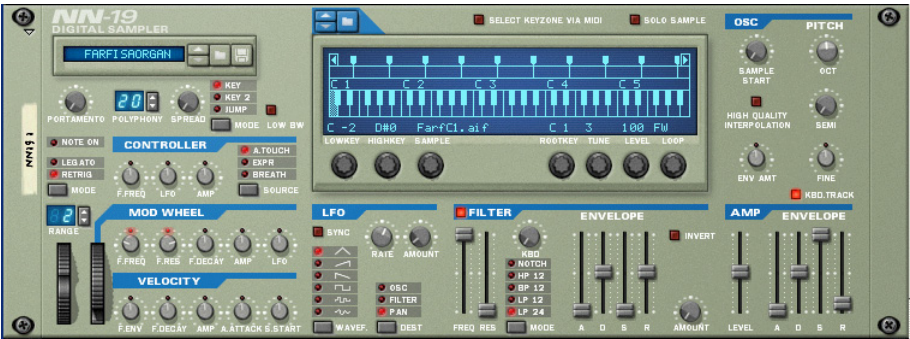 NN-19
DIGITAL SAMPLER
FARFISAORGAN
SELECT KEYZONE VIA MIDI
SOLO SAMPLE
OSC
PITCH
SAMPLE START
OCT
HIGH QUALITY INTERPOLATION
SEMI
ENV AMT
FINE
KBD.TRACK
C 1 C 2 C 3 C 4 C 5
C -2 D#0 FarfC1.aif C 1 3 100 FW
LOWKEY HIGHKEY SAMPLE ROOTKEY TUNE LEVEL LOOP
PORTAMENTO
20
POLYPHONY
SPREAD
KEY
KEY 2
JUMP
MODE
LOW BW
NN19 1
NOTE ON
LEGATO
RETRIG
MODE
CONTROLLER
F.FREQ LFO AMP
A.TOUCH
EXPR
BREATH
SOURCE
2
RANGE
MOD WHEEL
F.FREQ F.RES F.DECAY AMP LFO
VELOCITY
F.ENV F.DECAY AMP A.ATTACK S.START
LFO
SYNC
RATE AMOUNT
OSC
FILTER
PAN
WAVEF. DEST
FILTER
ENVELOPE
INVERT
KBD
NOTCH
HP 12
BP 12
LP 12
LP 24
FREQ RES MODE A D S R AMOUNT
AMP ENVELOPE
LEVEL A D S R